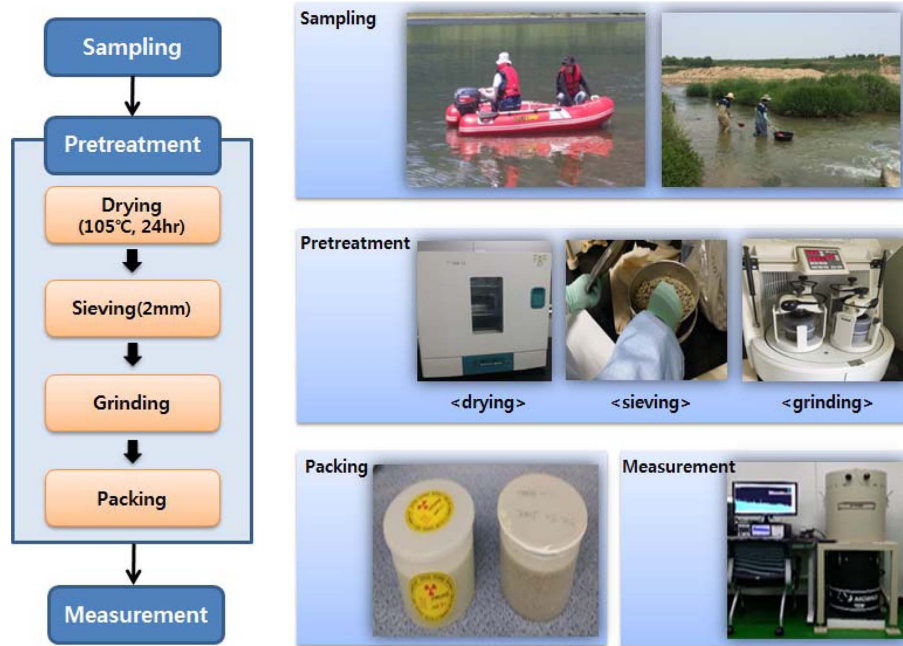 Sampling
Pretreatment
Drying
(105℃, 24hr)
Sieving(2mm)
Grinding
Packing
Measurement
Sampling
Pretreatment
<drying>
<sieving>
<grinding>
Packing
Measurement